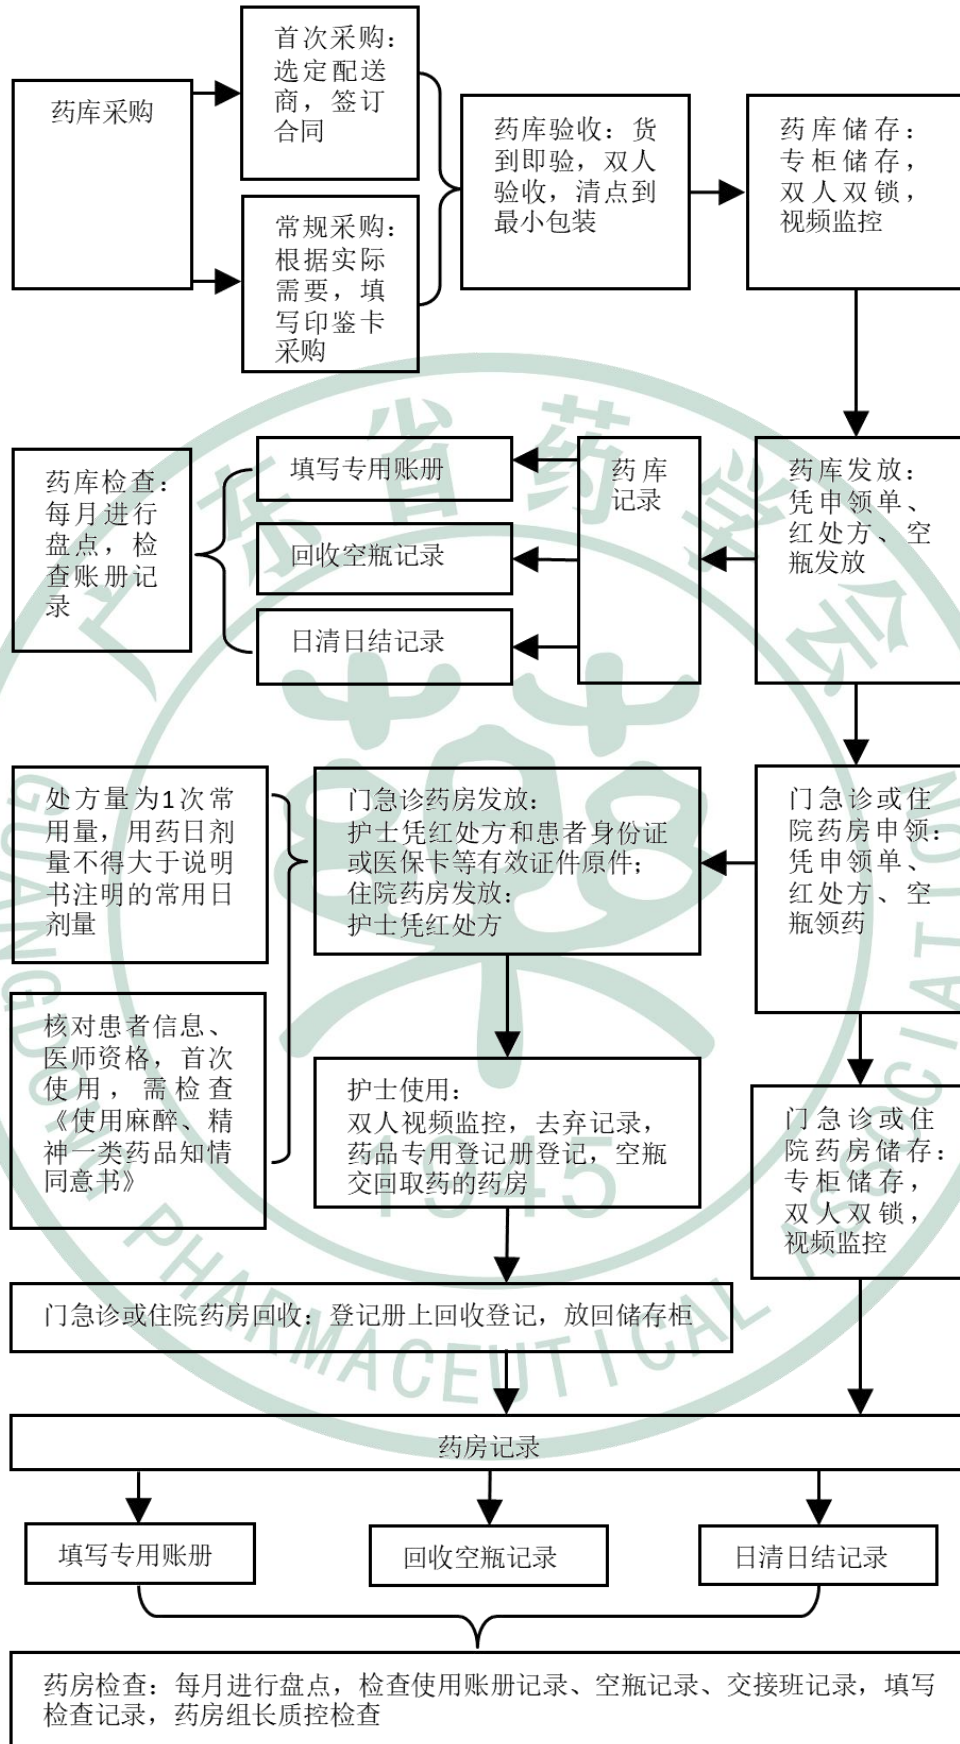 药库采购
首次采购：
选定配送
商，签订
合同
常规采购：
根据实际
需要，填
写印鉴卡
采购
药库验收：货
到即验，双人
验收，清点到
最小包装
药库储存：
专柜储存，
双人双锁，
视频监控
药库发放：
凭申领单、
红处方、空
瓶发放
药库
记录
填写专用账册
回收空瓶记录
日清日结记录
药库检查：
每月进行
盘点，检
查账册记
录
门急诊或住
院药房申领：
凭申领单、
红处方、空
瓶领药
门急诊药房发放：
护士凭红处方和患者身份证
或医保卡等有效证件原件；
住院药房发放：
护士凭红处方
处方量为1次常
用量，用药日剂
量不得大于说明
书注明的常用日
剂量
核对患者信息、
医师资格，首次
使用，需检查
《使用麻醉、精
神一类药品知情
同意书》
护士使用：
双人视频监控，去弃记录，
药品专用登记册登记，空瓶
交回取药的药房
门急诊或住
院药房储存：
专柜储存，
双人双锁，
视频监控
门急诊或住院药房回收：登记册上回收登记，放回储存柜
药房记录
填写专用账册
回收空瓶记录
日清日结记录
药房检查：每月进行盘点，检查使用账册记录、空瓶记录、交接班记录，填写
检查记录，药房组长质控检查
广东省药学会
GUANGDONG PHARMACEUTICAL ASSOCIATION
1945